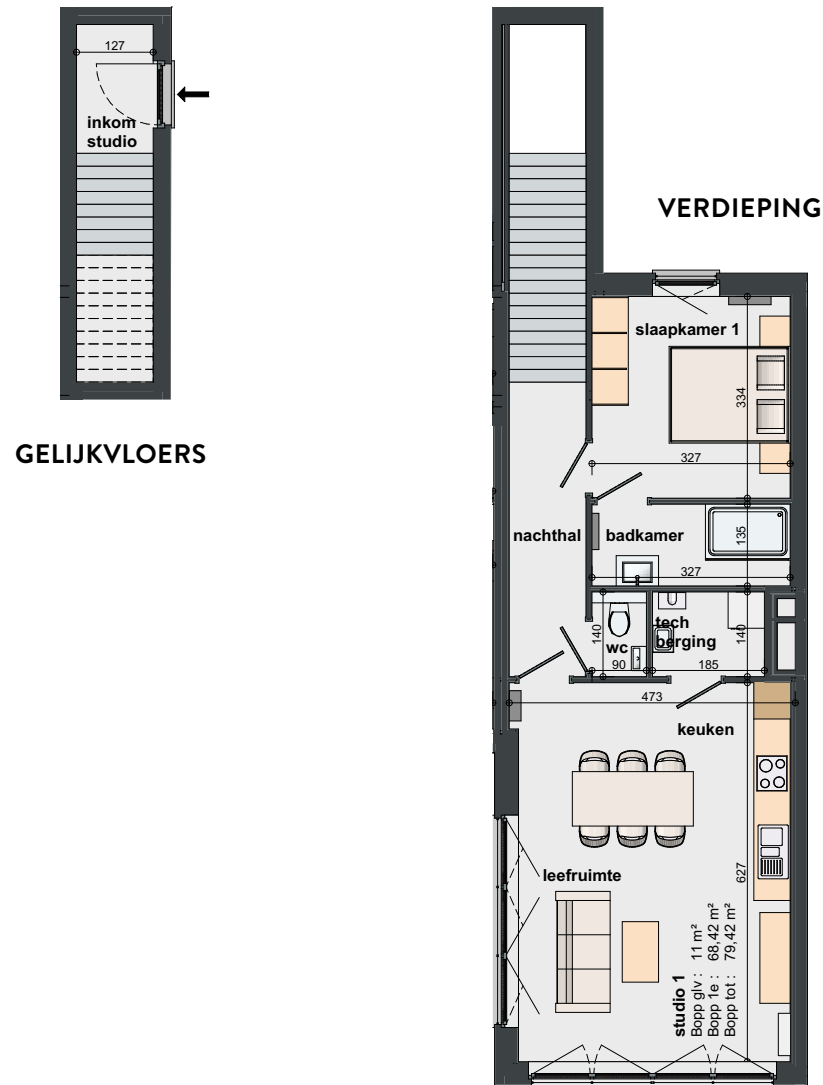 127
inkom
studio
GELIJKVLOERS
VERDIEPING
slaapkamer 1
334
327
nachthal
badkamer
135
327
tech
berging
wc
140
140
90
185
473
keuken
leefruimte
627
studio 1
Bopp glv : 11 m²
Bopp 1e : 68,42 m²
Bopp tot : 79,42 m²